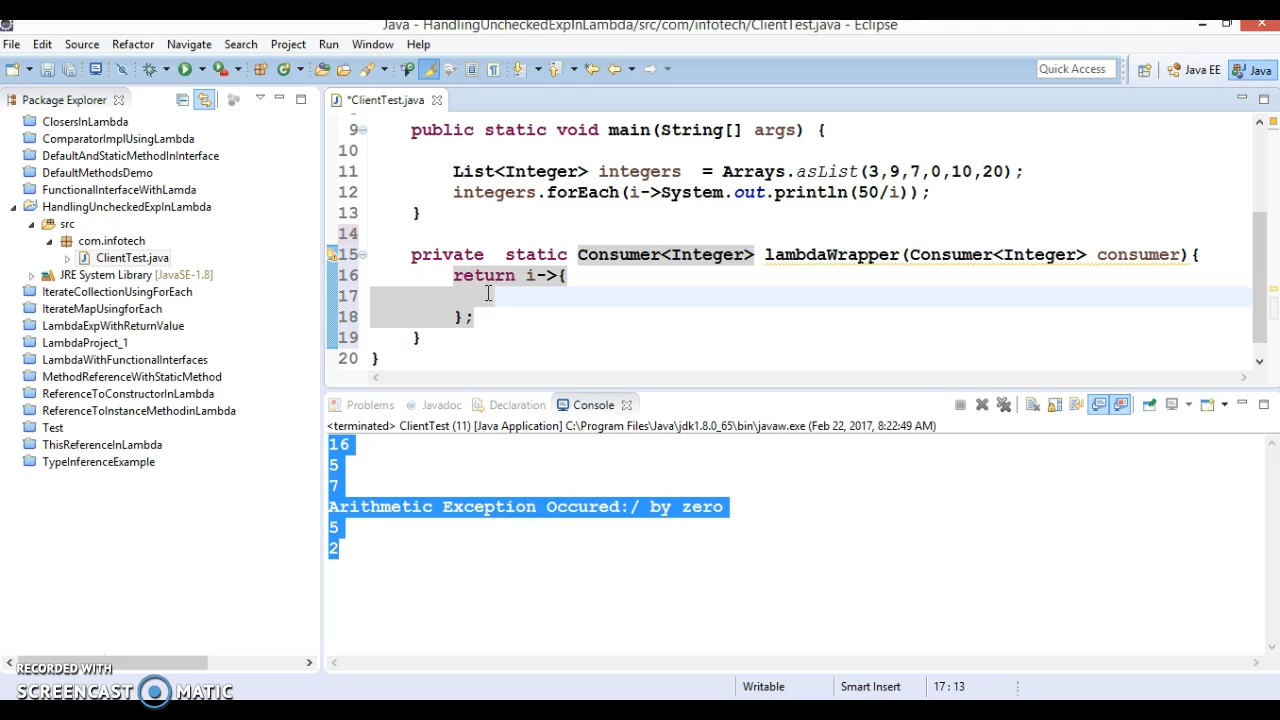 Java - HandlingUncheckedExpInLambda/src/com/infotech/ClientTest.java - Eclipse
File Edit Source Refactor Navigate Search Project Run Window Help
Quick Access Java EE Java
Package Explorer
*ClientTest.java
ClosersInLambda
ComparatorImplUsingLambda
DefaultAndStaticMethodInInterface
DefaultMethodsDemo
FunctionalInterfaceWithLamda
HandlingUncheckedExpInLambda
src
com.infotech
ClientTest.java
JRE System Library [JavaSE-1.8]
IterateCollectionUsingForEach
IterateMapUsingforEach
LambdaExpWithReturnValue
LambdaProject_1
LambdaWithFunctionalInterfaces
MethodReferenceWithStaticMethod
ReferenceToConstructorInLambda
ReferenceToInstanceMethodinLambda
Test
ThisReferenceInLambda
TypeInferenceExample
9 public static void main(String[] args) {
10
11 List<Integer> integers  = Arrays.asList(3,9,7,0,10,20);
12 integers.forEach(i->System.out.println(50/i));
13 }
14
15 private  static Consumer<Integer> lambdaWrapper(Consumer<Integer> consumer){
16 return i->{
17
18 };
19 }
20 }
Problems Javadoc Declaration Console
<terminated> ClientTest (11) [Java Application] C:\Program Files\Java\jdk1.8.0_65\bin\javaw.exe (Feb 22, 2017, 8:22:49 AM)
16
5
7
Arithmetic Exception Occured:/ by zero
5
2
Writable Smart Insert 17 : 13
RECORDED WITH
SCREENCAST MATIC